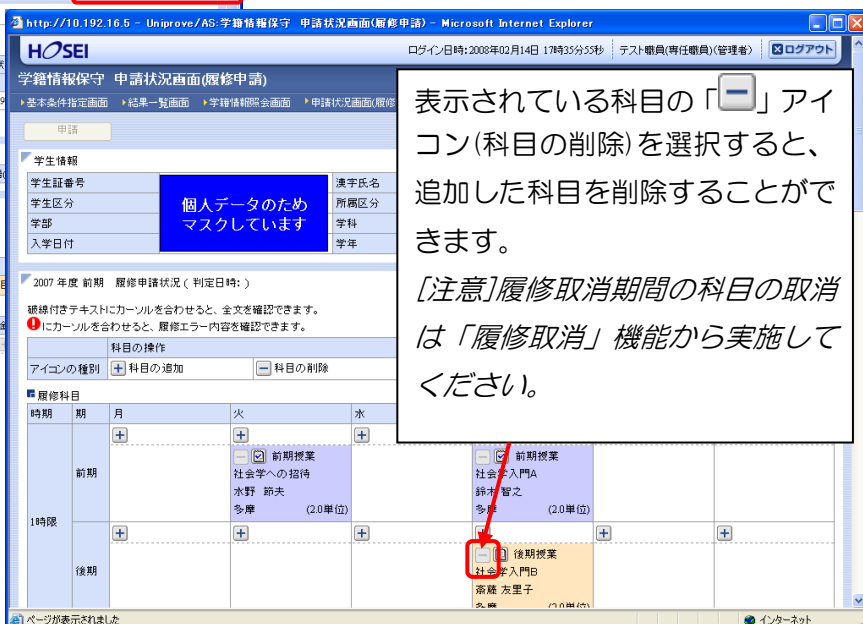 http://10.192.16.5 - Uniprove/AS:学籍情報保守 申請状況画面(履修申請) - Microsoft Internet Explorer
HOSEI
ログイン日時:2008年02月14日 17時35分55秒 テスト職員(専任職員)(管理者) ログアウト
学籍情報保守 申請状況画面(履修申請)
基本条件指定画面 結果一覧画面 学籍情報照会画面 申請状況画面(履修
申請
学生情報
学生証番号 漢字氏名
学生区分 所属区分
学部 学科
入学日付 学年
個人データのため
マスクしています
2007 年度 前期 履修申請状況 ( 判定日時: )
破線付きテキストにカーソルを合わせると、全文を確認できます。
にカーソルを合わせると、履修エラー内容を確認できます。
科目の操作
アイコンの種別 科目の追加 科目の削除
表示されている科目の「−」アイ
コン(科目の削除)を選択すると、
追加した科目を削除することがで
きます。
[注意]履修取消期間の科目の取消
は「履修取消」機能から実施して
ください。
履修科目
時期 期 月 火 水
1時限
前期
前期授業
社会学への招待
水野 節夫
多摩 (2.0単位)
前期授業
社会学入門A
鈴木 智之
多摩 (2.0単位)
後期
後期授業
社会学入門B
斎藤 友里子
多摩 (2.0単位)
ページが表示されました インターネット